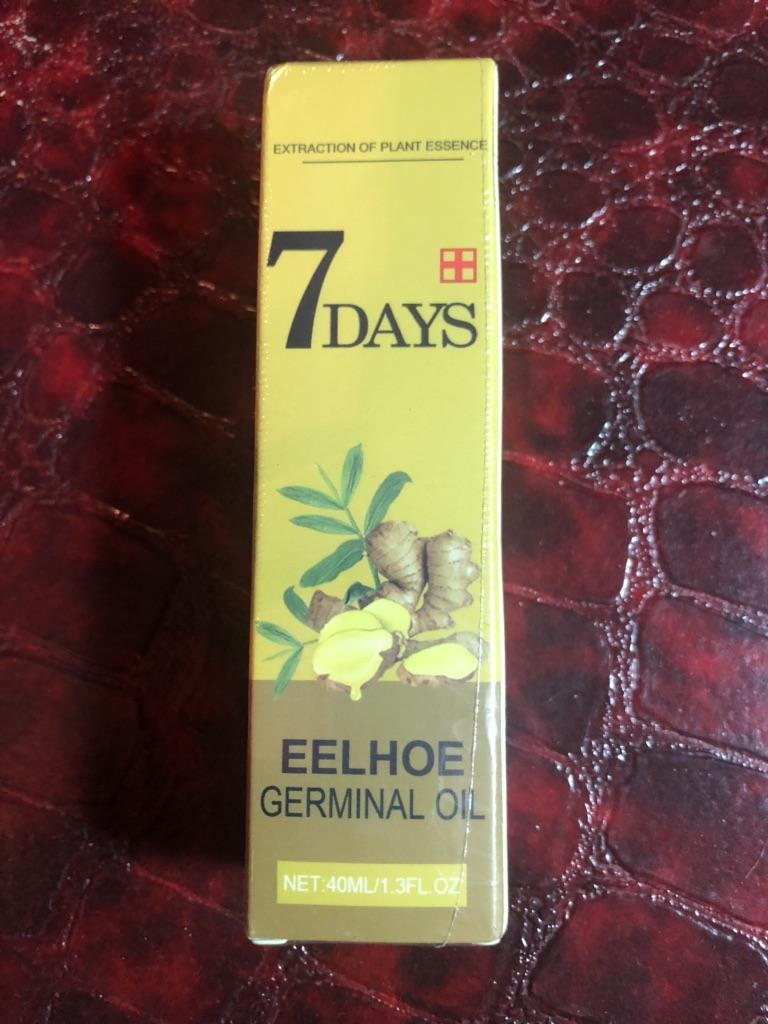 EXTRACTION OF PLANT ESSENCE
7DAYS
EELHOE
GERMINAL OIL
NET:40ML/1.3FL.OZ